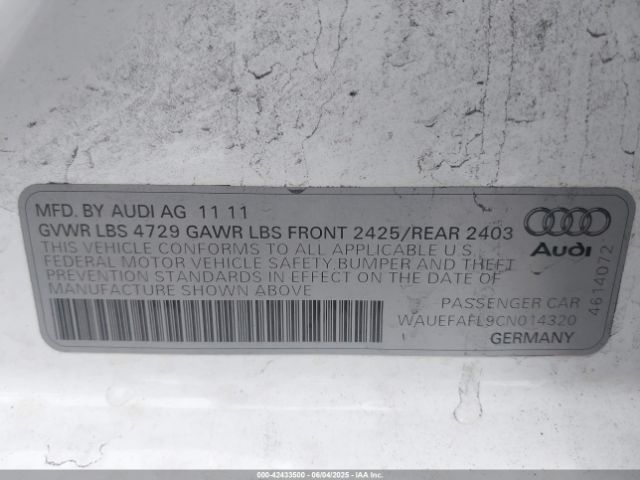 MFD. BY AUDI AG 11 11
GVWR LBS 4729 GAWR LBS FRONT 2425/REAR 2403
THIS VEHICLE CONFORMS TO ALL APPLICABLE U S
FEDERAL MOTOR VEHICLE SAFETY,BUMPER AND THEFT
PREVENTION STANDARDS IN EFFECT ON THE DATE OF
MANUFACTURE SHOWN ABOVE
Audi
PASSENGER CAR
WAUEFAFL9CN014320
GERMANY
4614072
000-42433500 - 06/04/2025 - IAA Inc.